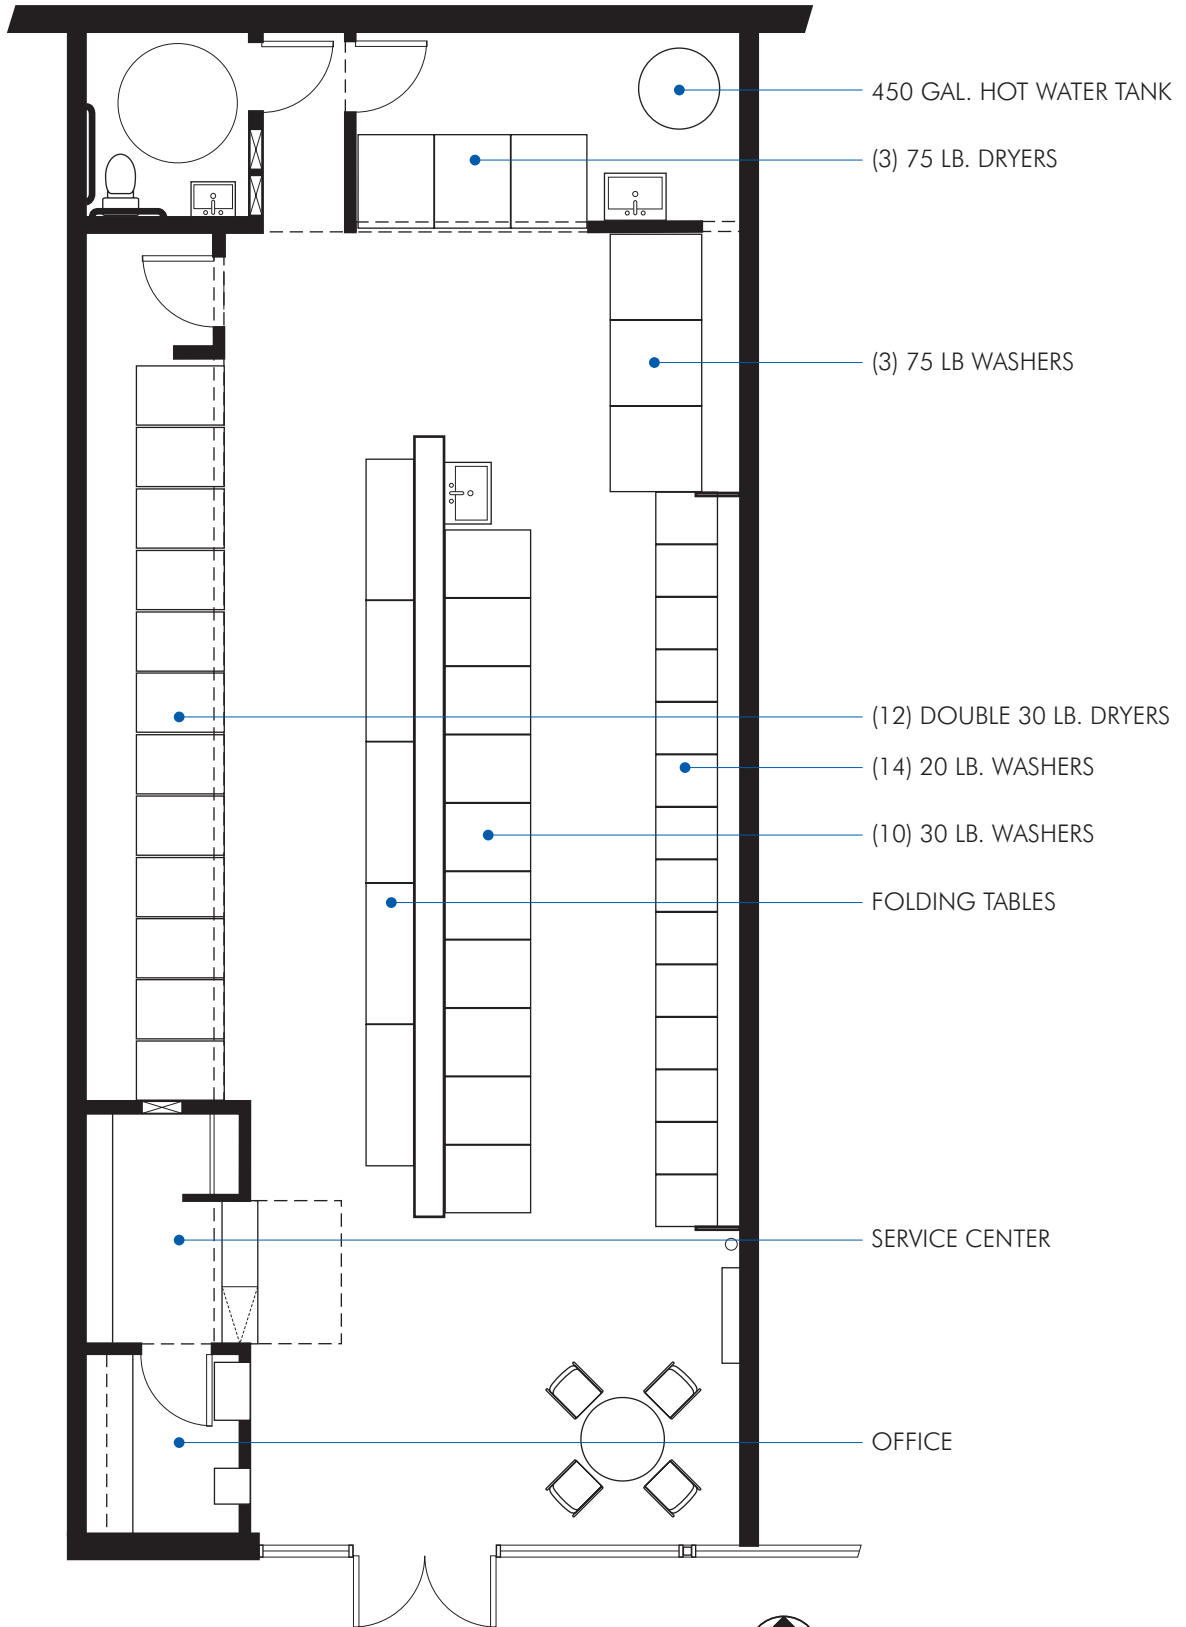 450 GAL. HOT WATER TANK
(3) 75 LB. DRYERS
(3) 75 LB WASHERS
(12) DOUBLE 30 LB. DRYERS
(14) 20 LB. WASHERS
(10) 30 LB. WASHERS
FOLDING TABLES
SERVICE CENTER
OFFICE